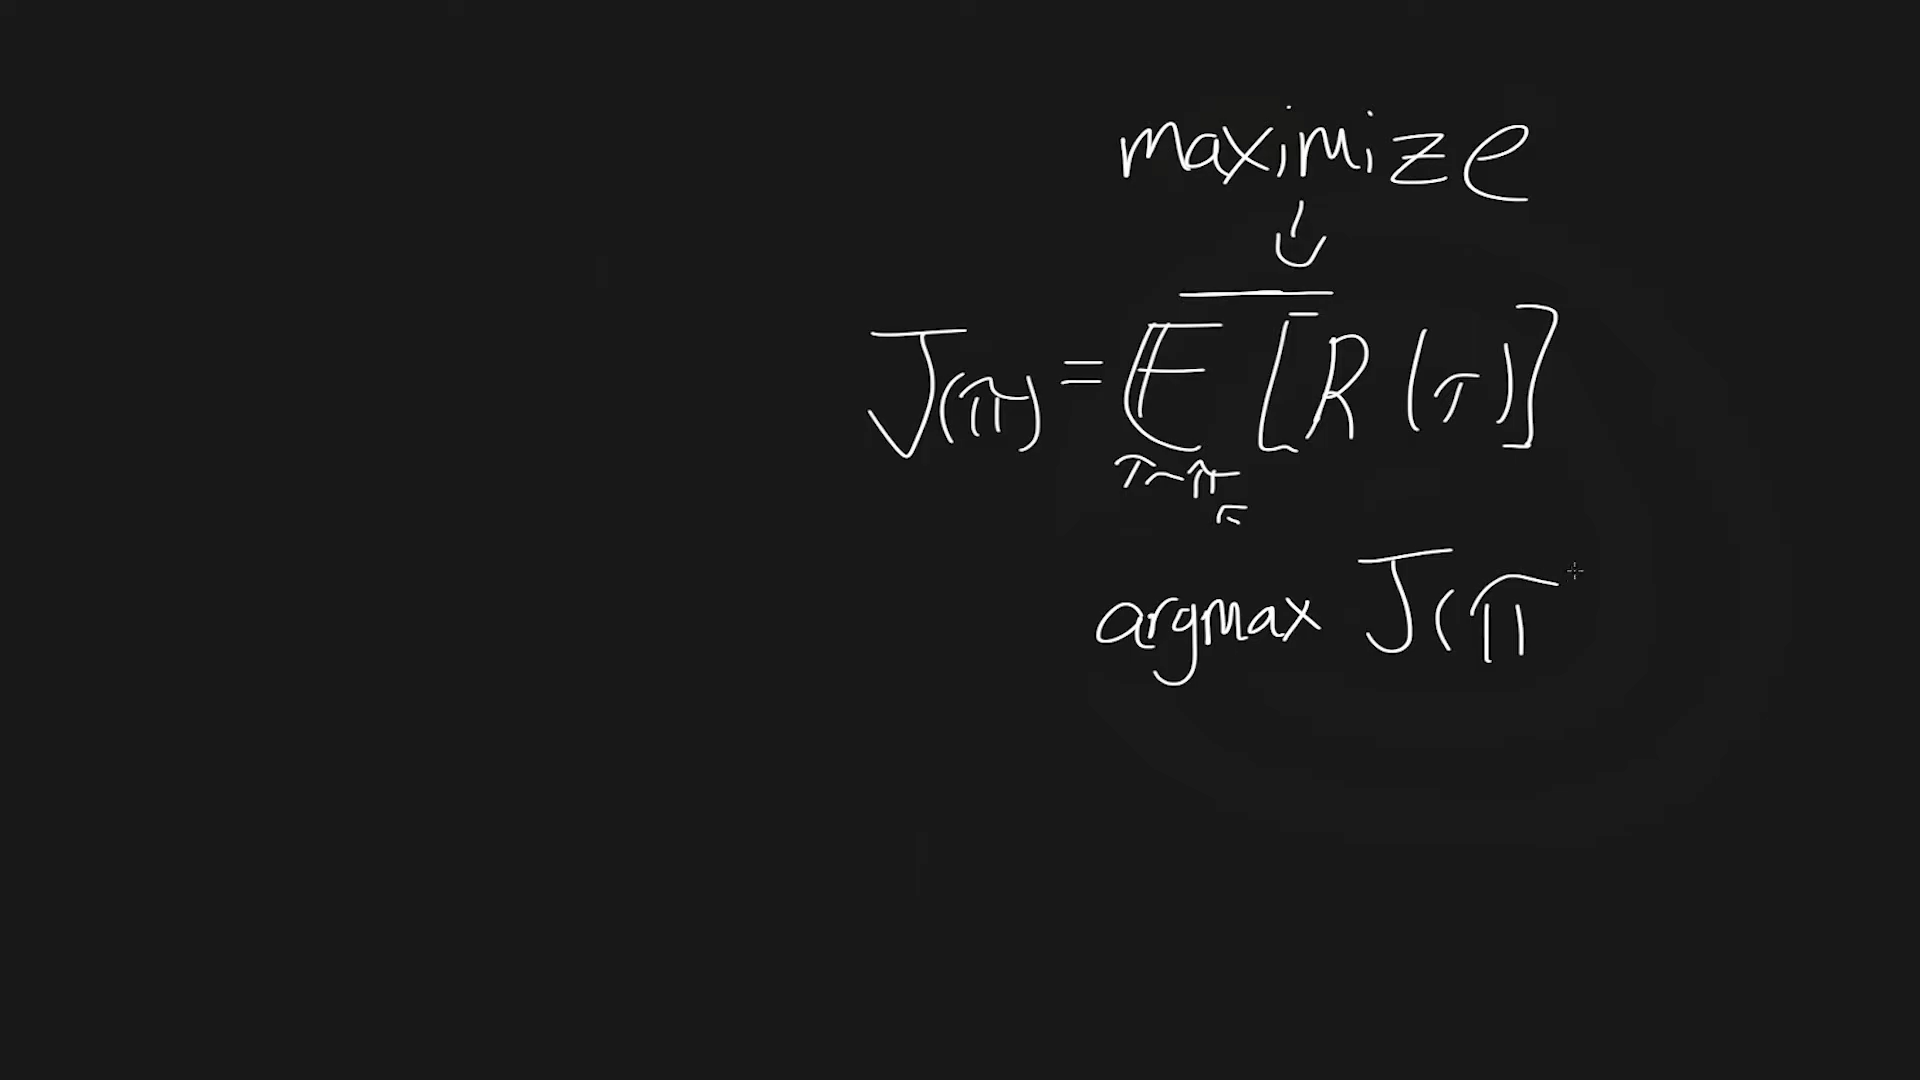 maximize
↓
J(π) = 𝔼 [R(τ)]
τ~π
argmax J(π